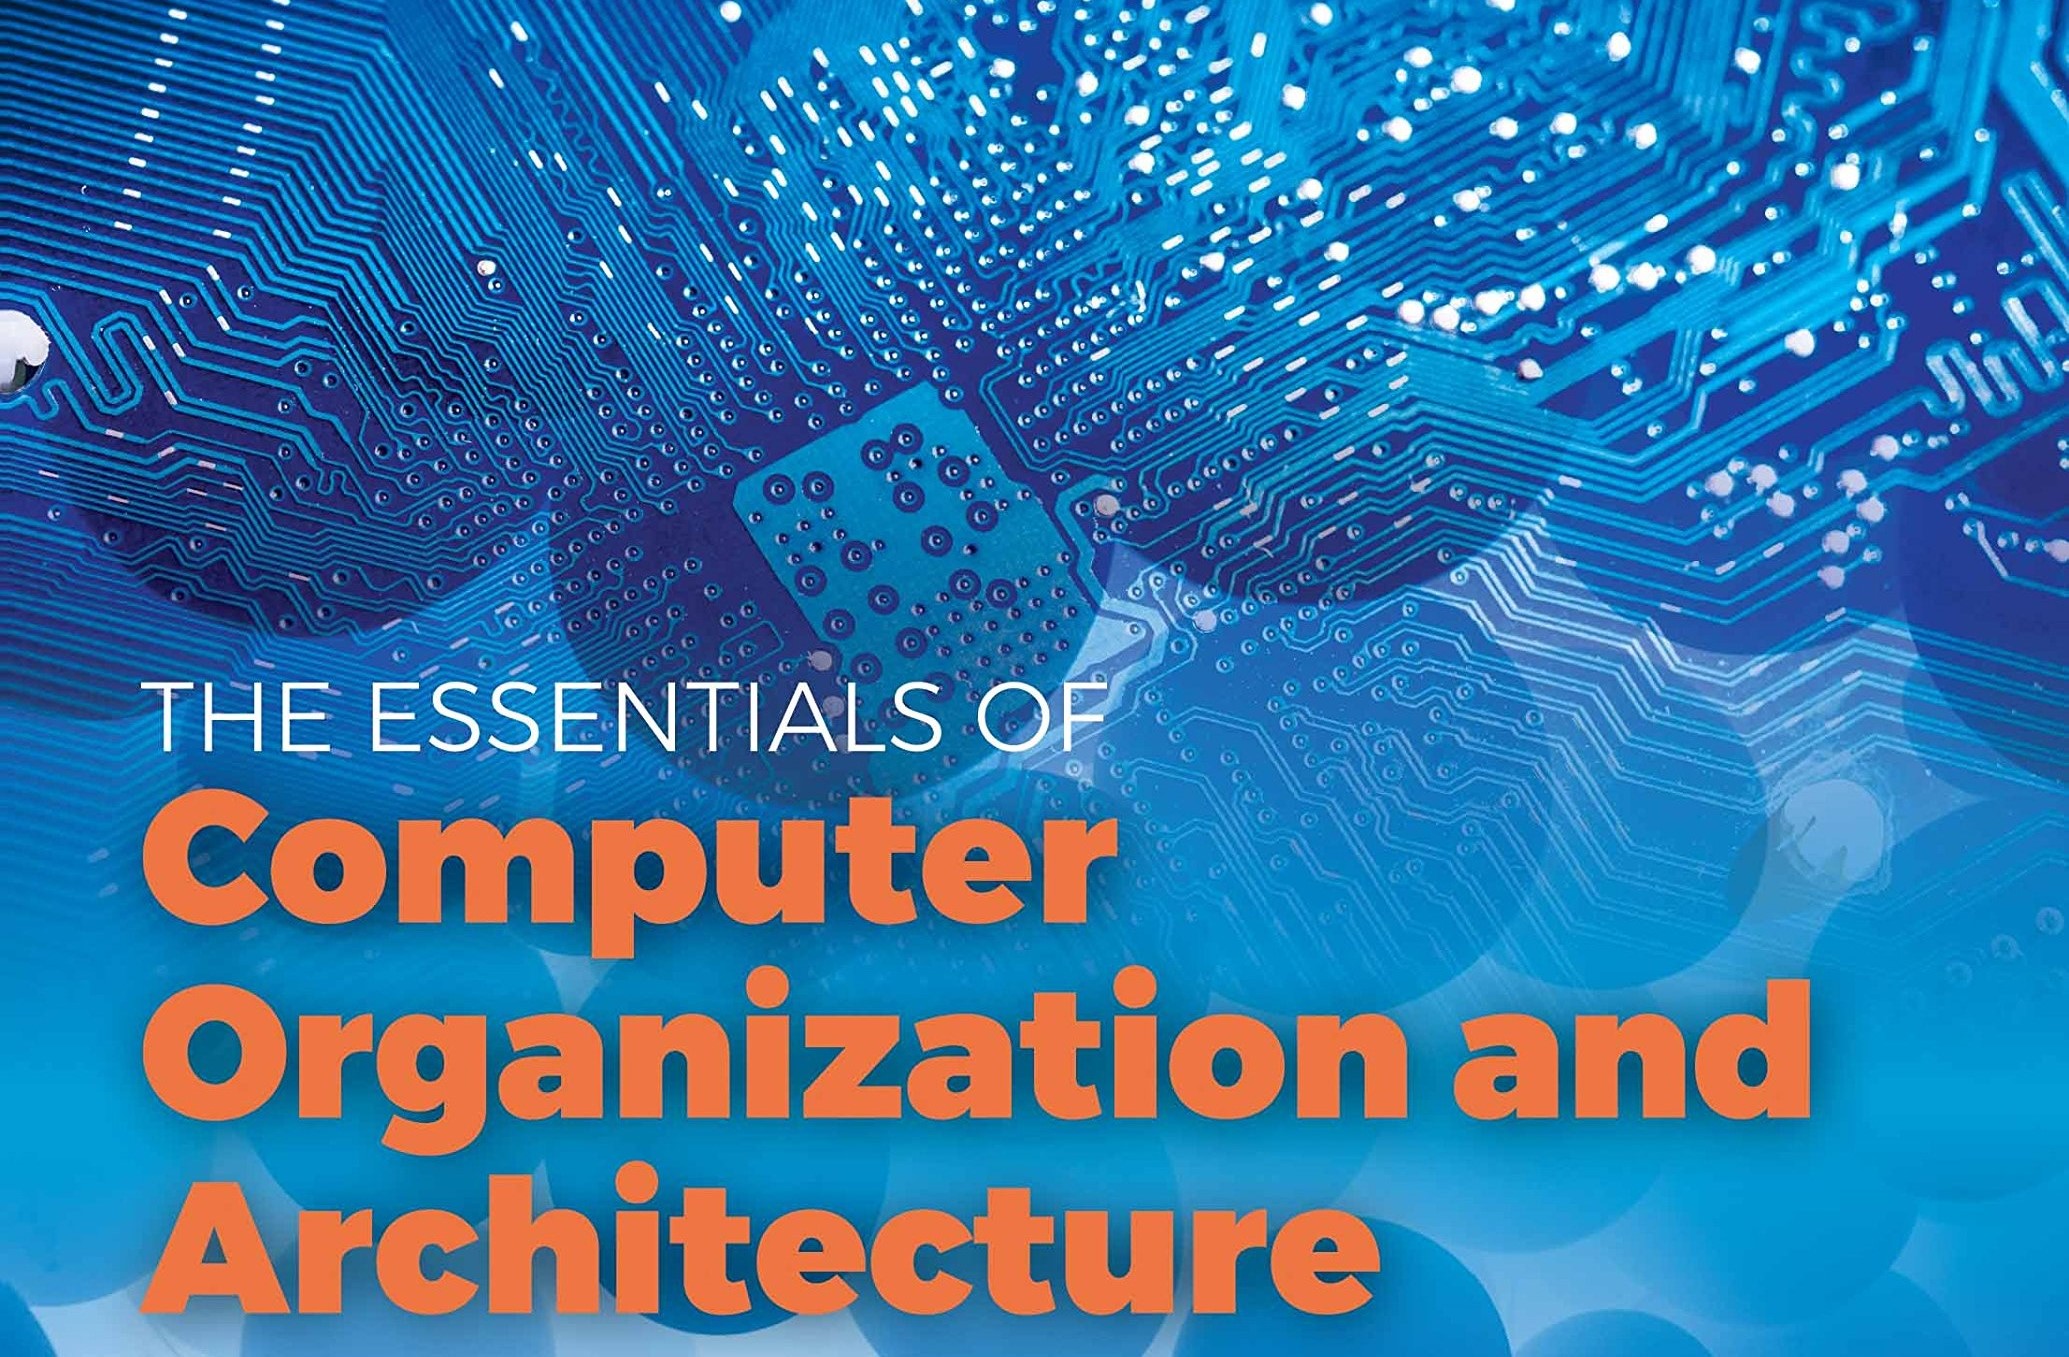 THE ESSENTIALS OF
Computer
Organization and
Architecture